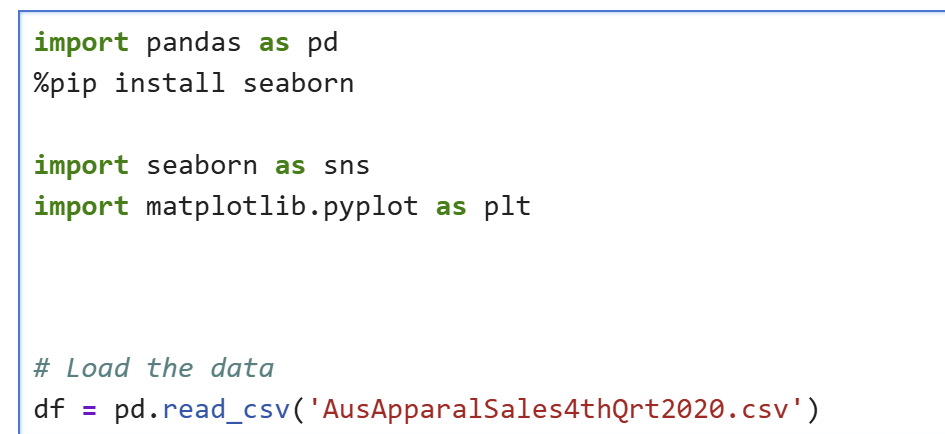 import pandas as pd
%pip install seaborn
import seaborn as sns
import matplotlib.pyplot as plt
# Load the data
df = pd.read_csv('AusApparalSales4thQrt2020.csv')